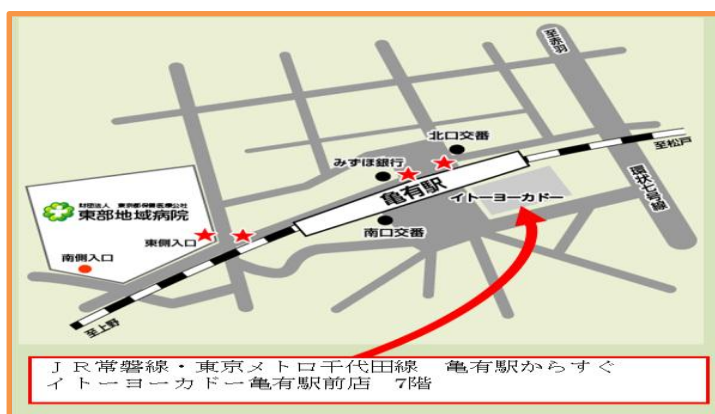 至赤羽
北口交番
至松戸
みずほ銀行
亀有駅
環状七号線
イトーヨーカドー
財団法人 東京都保健医療公社
東部地域病院
東側入口
南口交番
南側入口
至上野
JR常磐線・東京メトロ千代田線 亀有駅からすぐ
イトーヨーカドー亀有駅前店 7階